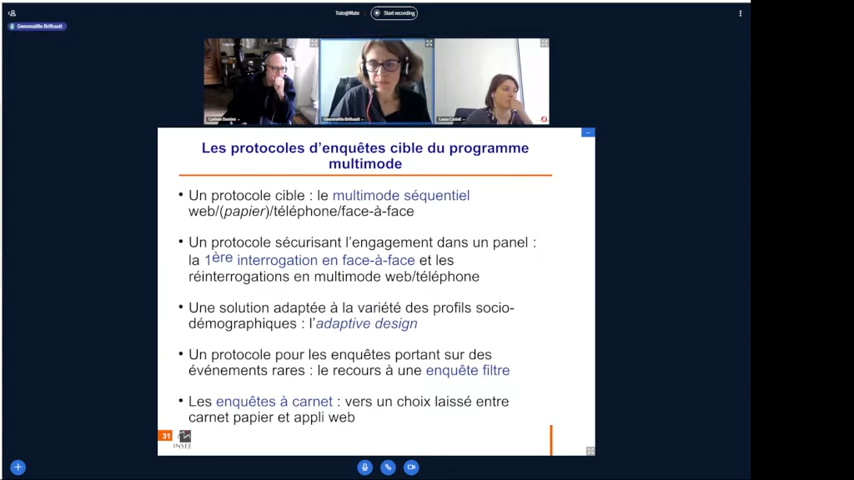 Tuto@Mate
Start recording
Gwennaëlle Brilhault
Gwennaëlle Brilhault
Les protocoles d'enquêtes cible du programme
multimode
• Un protocole cible : le multimode séquentiel
web/(papier)/téléphone/face-à-face
• Un protocole sécurisant l'engagement dans un panel :
la 1ère interrogation en face-à-face et les
réinterrogations en multimode web/téléphone
• Une solution adaptée à la variété des profils socio-
démographiques : l'adaptive design
• Un protocole pour les enquêtes portant sur des
événements rares : le recours à une enquête filtre
• Les enquêtes à carnet : vers un choix laissé entre
carnet papier et appli web
31
INSEE